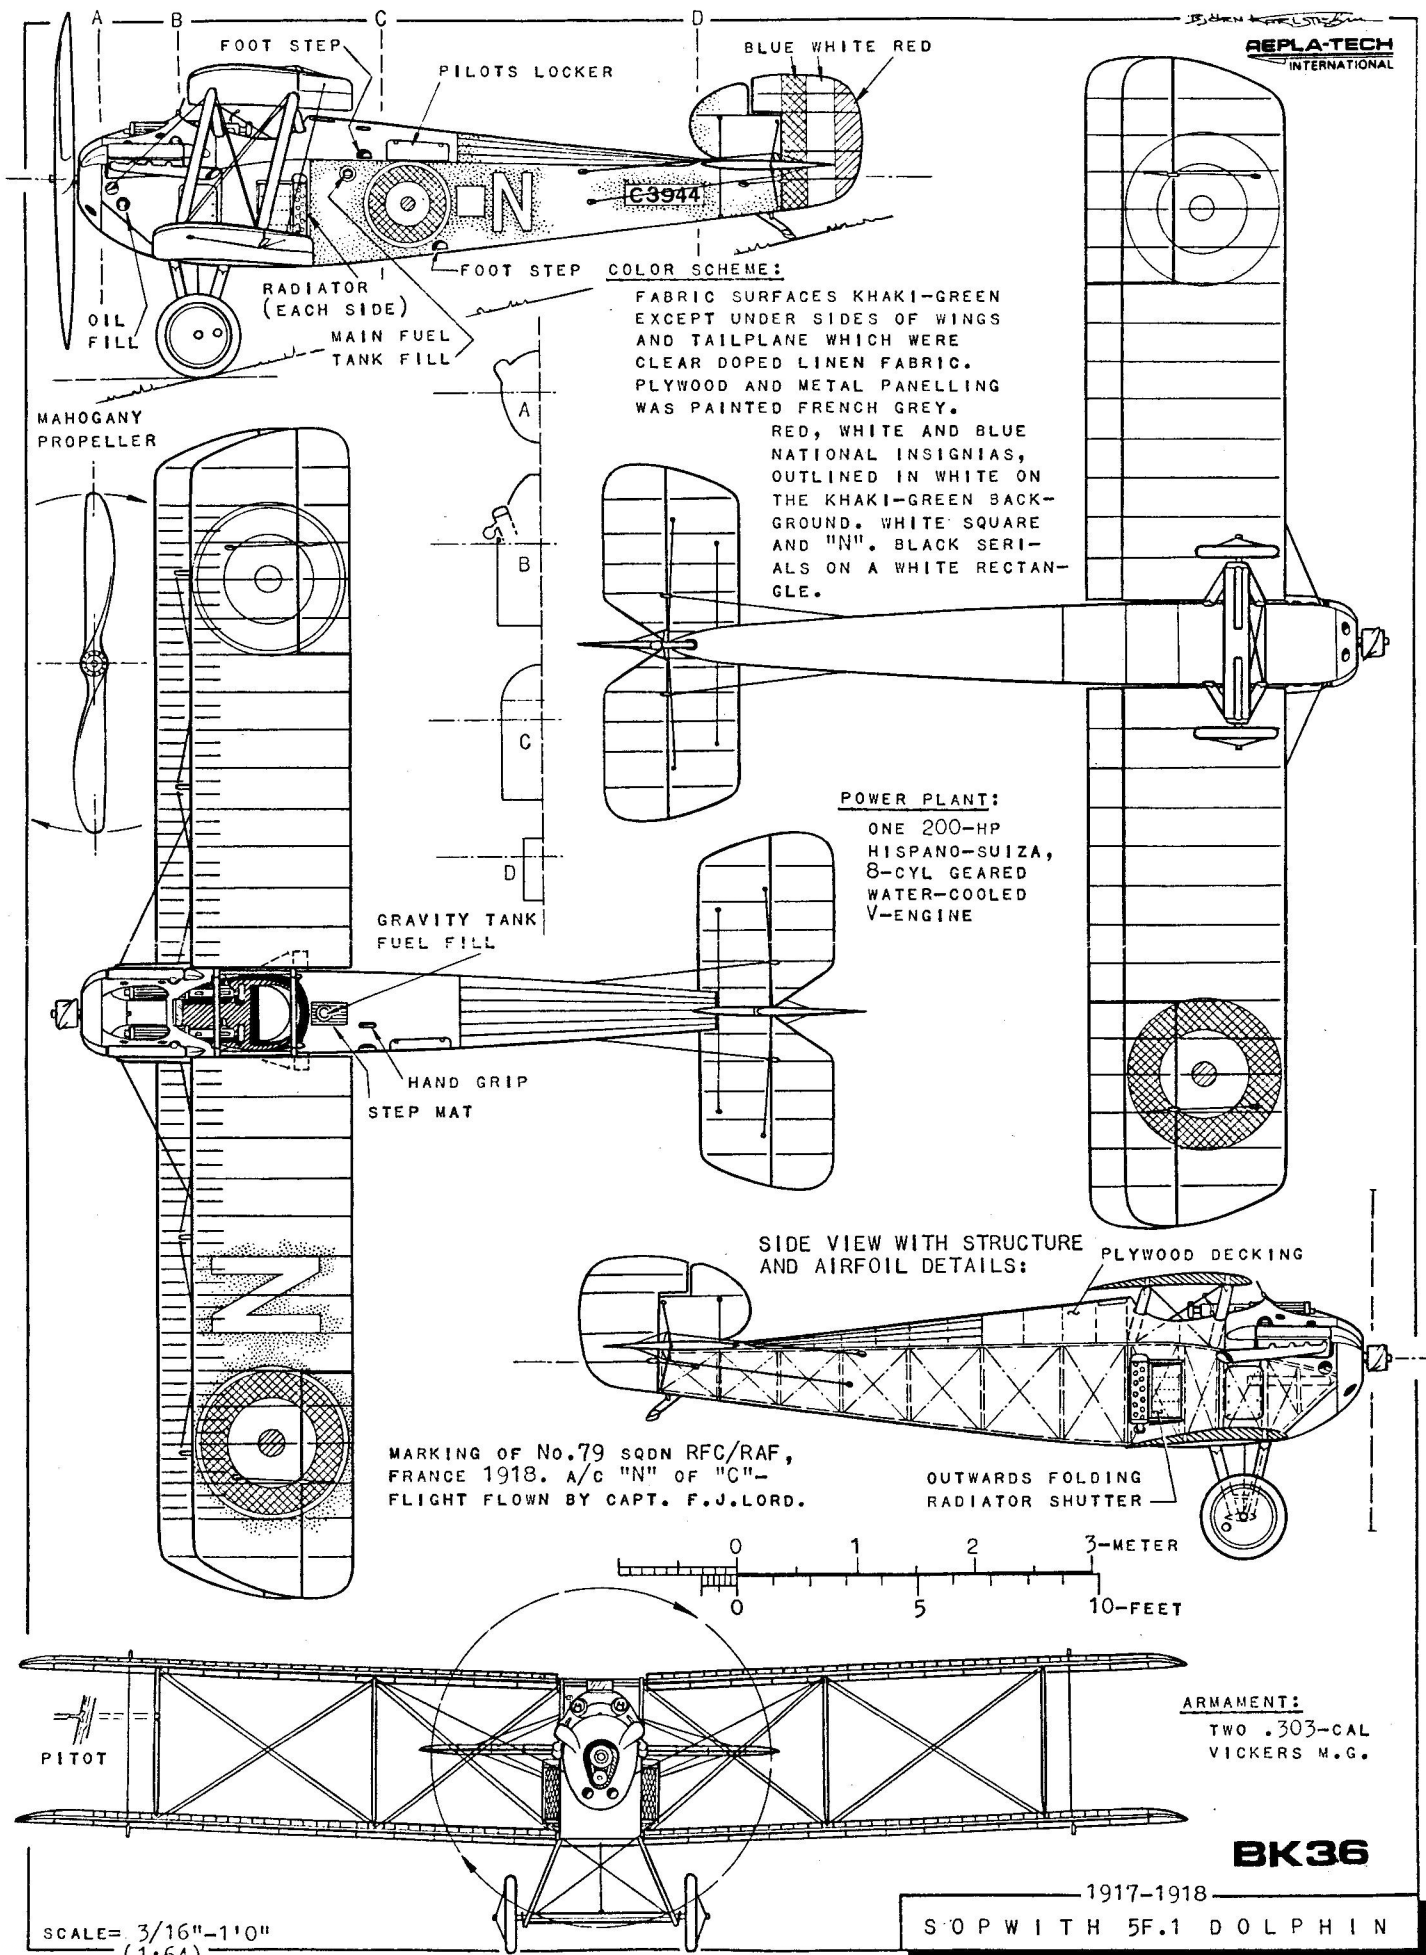 A B C D
BJÖRN KARLSTRÖM
REPLA-TECH
INTERNATIONAL
FOOT STEP
PILOTS LOCKER
BLUE WHITE RED
N
C3944
FOOT STEP
RADIATOR
(EACH SIDE)
OIL
FILL
MAIN FUEL
TANK FILL
COLOR SCHEME:
FABRIC SURFACES KHAKI-GREEN
EXCEPT UNDER SIDES OF WINGS
AND TAILPLANE WHICH WERE
CLEAR DOPED LINEN FABRIC.
PLYWOOD AND METAL PANELLING
WAS PAINTED FRENCH GREY.
RED, WHITE AND BLUE
NATIONAL INSIGNIAS,
OUTLINED IN WHITE ON
THE KHAKI-GREEN BACK-
GROUND. WHITE SQUARE
AND "N". BLACK SERI-
ALS ON A WHITE RECTAN-
GLE.
MAHOGANY
PROPELLER
A
B
C
D
POWER PLANT:
ONE 200-HP
HISPANO-SUIZA,
8-CYL GEARED
WATER-COOLED
V-ENGINE
GRAVITY TANK
FUEL FILL
HAND GRIP
STEP MAT
N
SIDE VIEW WITH STRUCTURE
AND AIRFOIL DETAILS:
PLYWOOD DECKING
MARKING OF No.79 SQDN RFC/RAF,
FRANCE 1918. A/C "N" OF "C"-
FLIGHT FLOWN BY CAPT. F.J.LORD.
OUTWARDS FOLDING
RADIATOR SHUTTER
0 1 2 3-METER
0 5 10-FEET
PITOT
ARMAMENT:
TWO .303-CAL
VICKERS M.G.
BK36
1917-1918
SOPWITH 5F.1 DOLPHIN
SCALE= 3/16"-1'0"
(1:64)